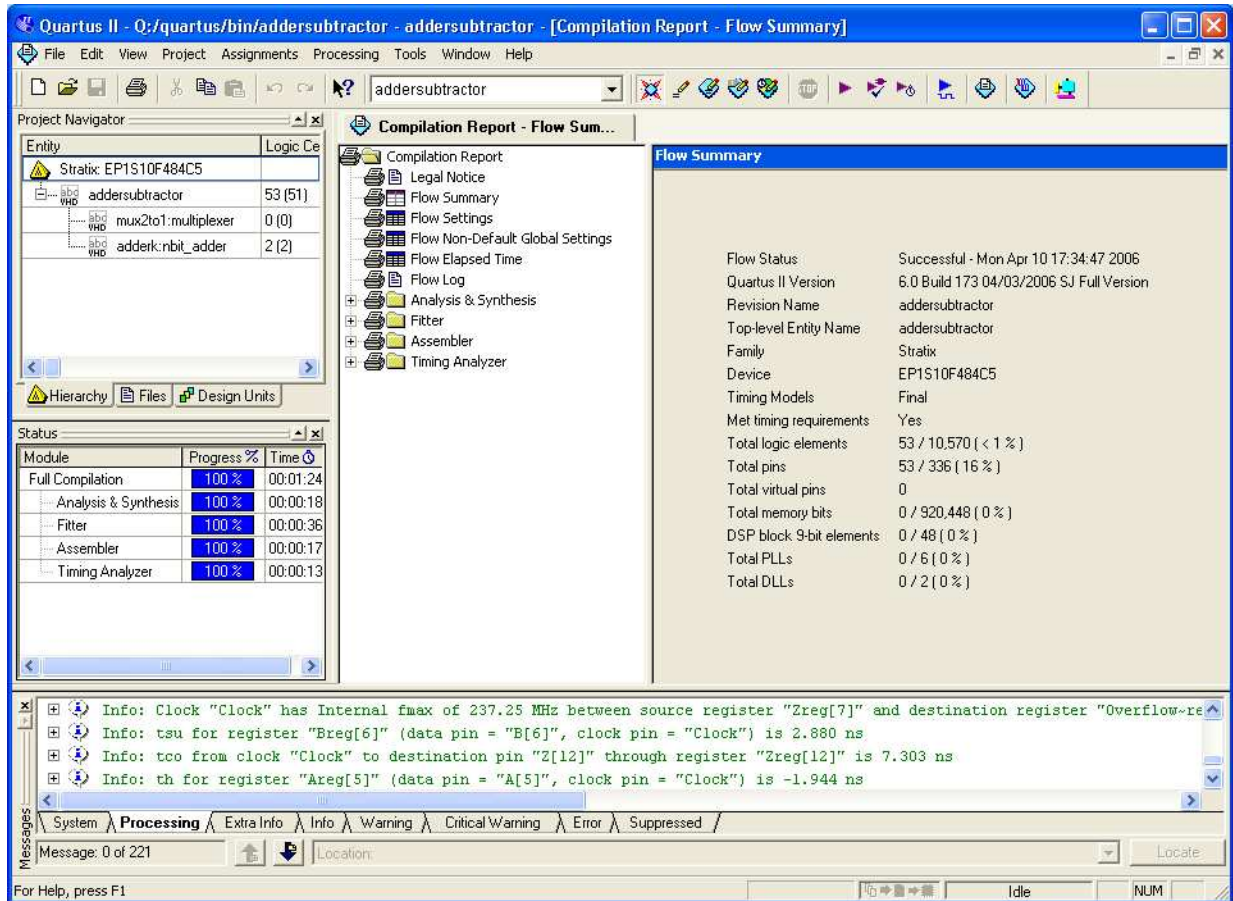 Quartus II - Q:/quartus/bin/addersubtractor - addersubtractor - [Compilation Report - Flow Summary]
File Edit View Project Assignments Processing Tools Window Help
addersubtractor
STOP
Project Navigator
Entity Logic Ce
Stratix: EP1S10F484C5
abd VHD addersubtractor 53 (51)
abd VHD mux2to1:multiplexer 0 (0)
abd VHD adderk:nbit_adder 2 (2)
Hierarchy Files Design Units
Status
Module Progress % Time
Full Compilation 100 % 00:01:24
Analysis & Synthesis 100 % 00:00:18
Fitter 100 % 00:00:36
Assembler 100 % 00:00:17
Timing Analyzer 100 % 00:00:13
Compilation Report - Flow Sum...
Compilation Report
Legal Notice
Flow Summary
Flow Settings
Flow Non-Default Global Settings
Flow Elapsed Time
Flow Log
Analysis & Synthesis
Fitter
Assembler
Timing Analyzer
Flow Summary
Flow Status Successful - Mon Apr 10 17:34:47 2006
Quartus II Version 6.0 Build 173 04/03/2006 SJ Full Version
Revision Name addersubtractor
Top-level Entity Name addersubtractor
Family Stratix
Device EP1S10F484C5
Timing Models Final
Met timing requirements Yes
Total logic elements 53 / 10,570 ( < 1 % )
Total pins 53 / 336 ( 16 % )
Total virtual pins 0
Total memory bits 0 / 920,448 ( 0 % )
DSP block 9-bit elements 0 / 48 ( 0 % )
Total PLLs 0 / 6 ( 0 % )
Total DLLs 0 / 2 ( 0 % )
Info: Clock "Clock" has Internal fmax of 237.25 MHz between source register "Zreg[7]" and destination register "Overflow~re
Info: tsu for register "Breg[6]" (data pin = "B[6]", clock pin = "Clock") is 2.880 ns
Info: tco from clock "Clock" to destination pin "Z[12]" through register "Zreg[12]" is 7.303 ns
Info: th for register "Areg[5]" (data pin = "A[5]", clock pin = "Clock") is -1.944 ns
System Processing Extra Info Info Warning Critical Warning Error Suppressed
Messages
Message: 0 of 221 Location: Locate
For Help, press F1 Idle NUM